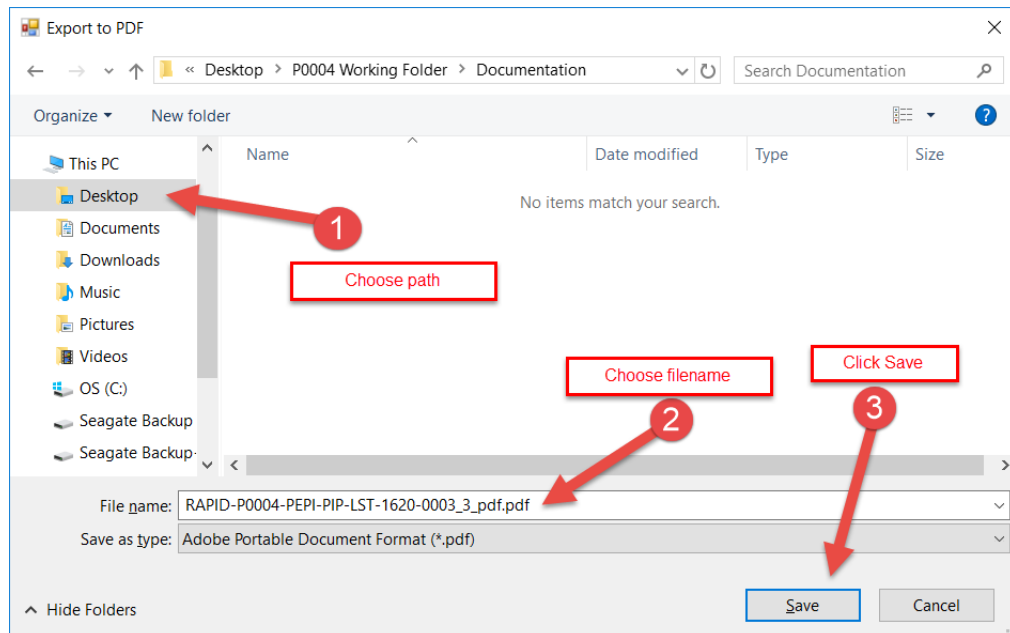 Export to PDF
« Desktop > P0004 Working Folder > Documentation
Search Documentation
Organize
New folder
?
This PC
Desktop
Documents
Downloads
Music
Pictures
Videos
OS (C:)
Seagate Backup
Seagate Backup-
Name
Date modified
Type
Size
No items match your search.
1
Choose path
Choose filename
2
Click Save
3
File name: RAPID-P0004-PEPI-PIP-LST-1620-0003_3_pdf.pdf
Save as type: Adobe Portable Document Format (*.pdf)
Hide Folders
Save
Cancel